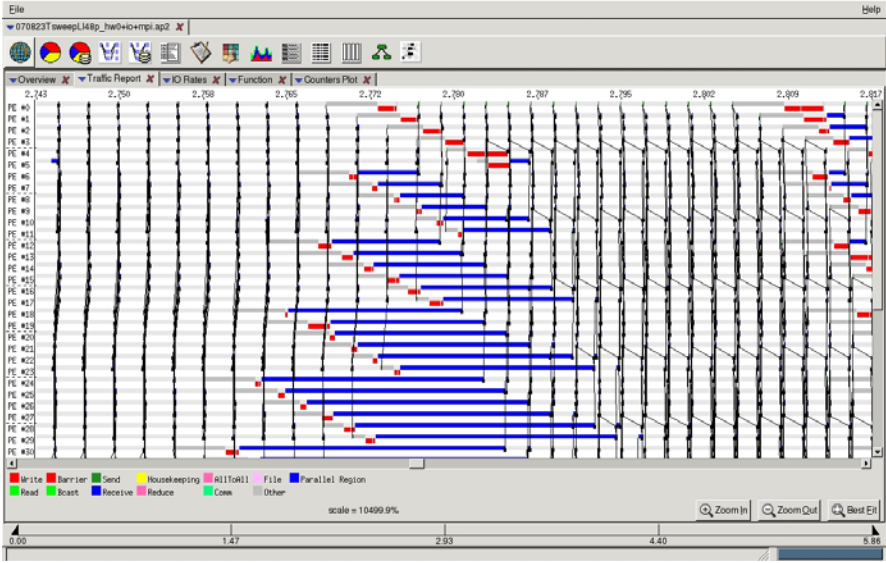 File Help
070823TsweepLI48p_hw0+io+mpi.ap2
Overview Traffic Report IO Rates Function Counters Plot
2.743 2.750 2.758 2.765 2.772 2.780 2.787 2.795 2.802 2.809 2.817
PE #0
PE #1
PE #2
PE #3
PE #4
PE #5
PE #6
PE #7
PE #8
PE #9
PE #10
PE #11
PE #12
PE #13
PE #14
PE #15
PE #16
PE #17
PE #18
PE #19
PE #20
PE #21
PE #22
PE #23
PE #24
PE #25
PE #26
PE #27
PE #28
PE #29
PE #30
Write Barrier Send Housekeeping AllToAll File Parallel Region
Read Bcast Receive Reduce Comm Other
scale = 10499.9%
Zoom In Zoom Out Best Fit
0.00 1.47 2.93 4.40 5.86